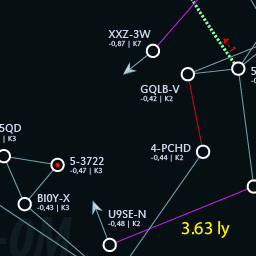 XXZ-3W
-0,87 | K7
GQLB-V
-0,42 | K2
4-PCHD
-0,44 | K2
5QD
| K3
5-3722
-0,47 | K3
BI0Y-X
-0,43 | K3
U9SE-N
-0,48 | K2
3.63 ly